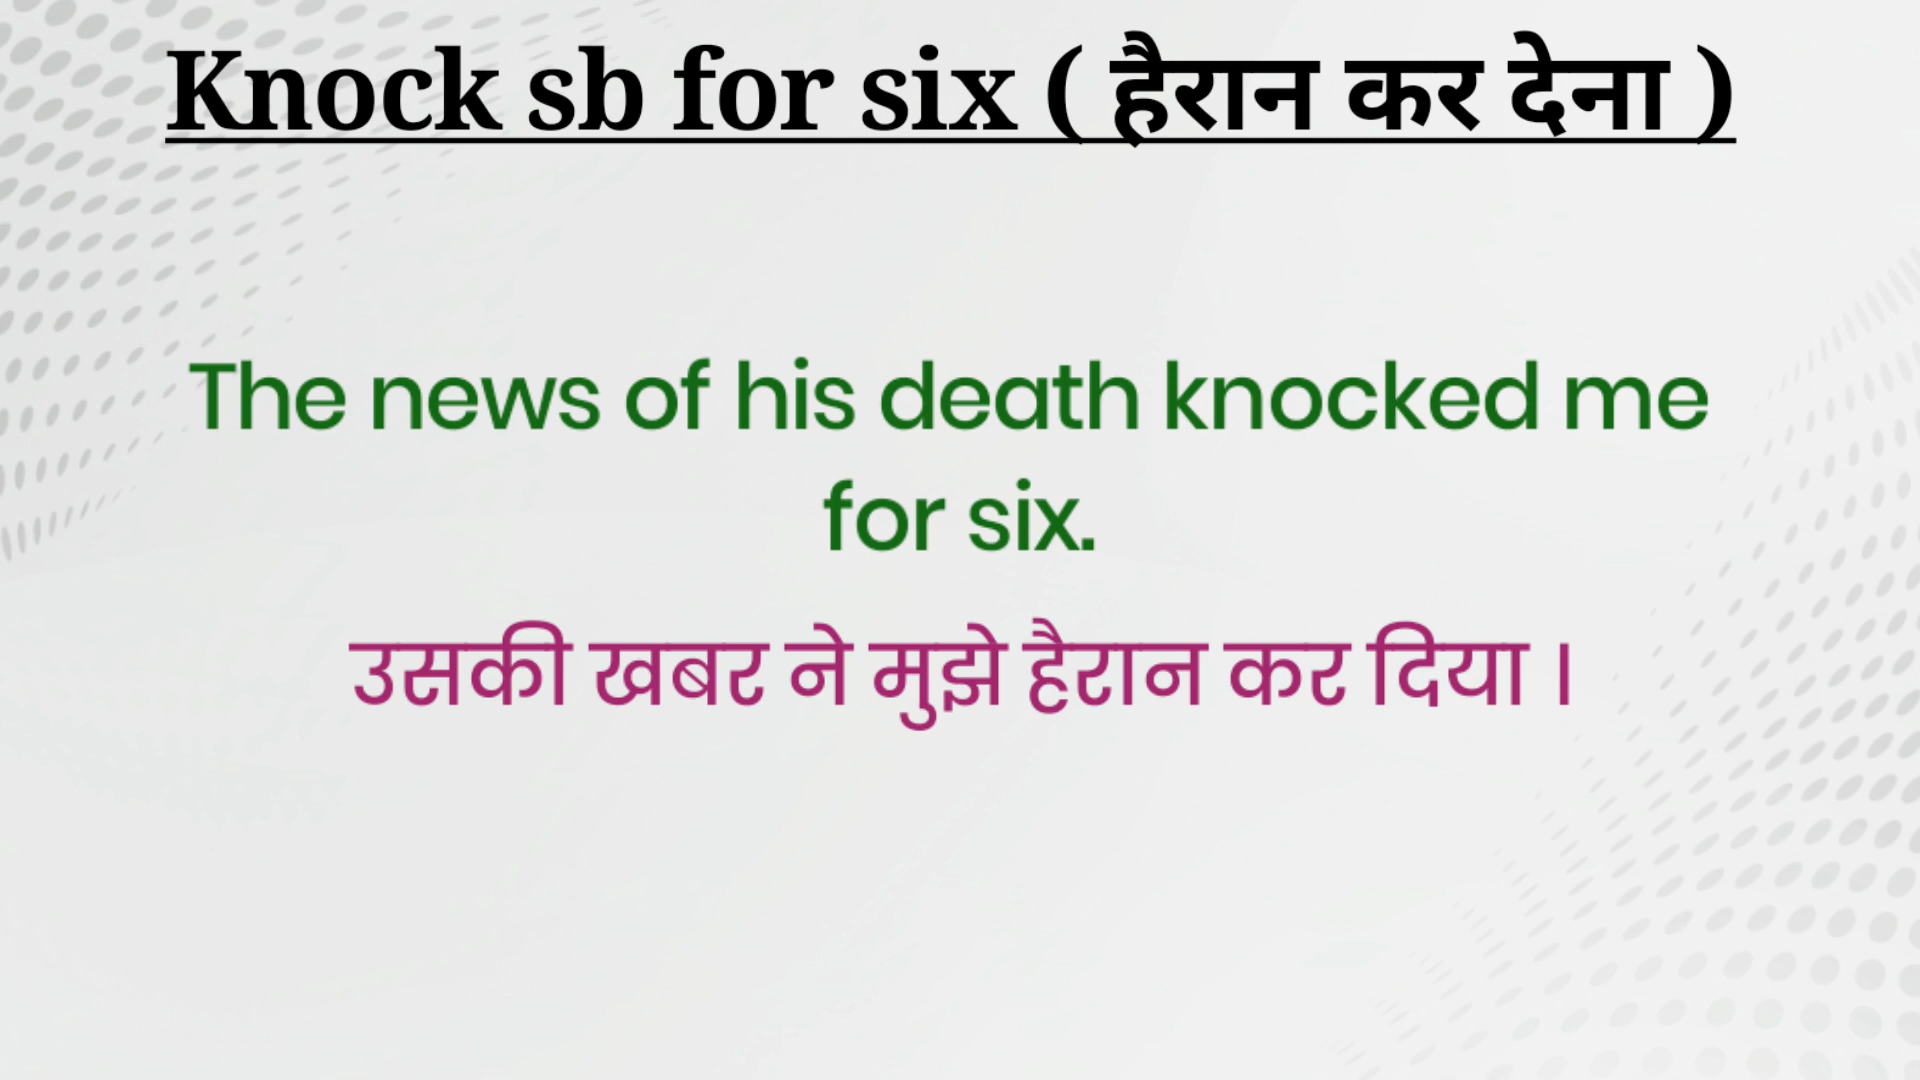 Knock sb for six ( हैरान कर देना )
The news of his death knocked me
for six.
उसकी खबर ने मुझे हैरान कर दिया ।